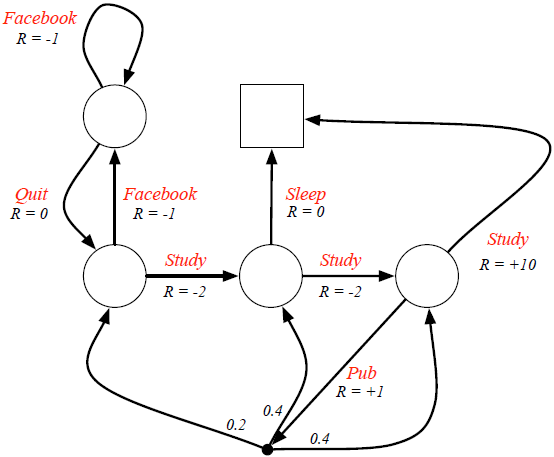 Facebook
R = -1
Quit
R = 0
Facebook
R = -1
Sleep
R = 0
Study
R = -2
Study
R = -2
Study
R = +10
Pub
R = +1
0.2
0.4
0.4